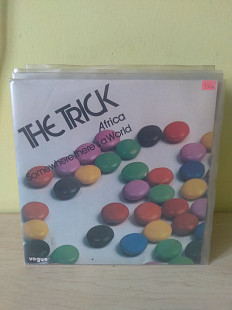 THE TRICK
Africa
Somewhere there's a World
vogue